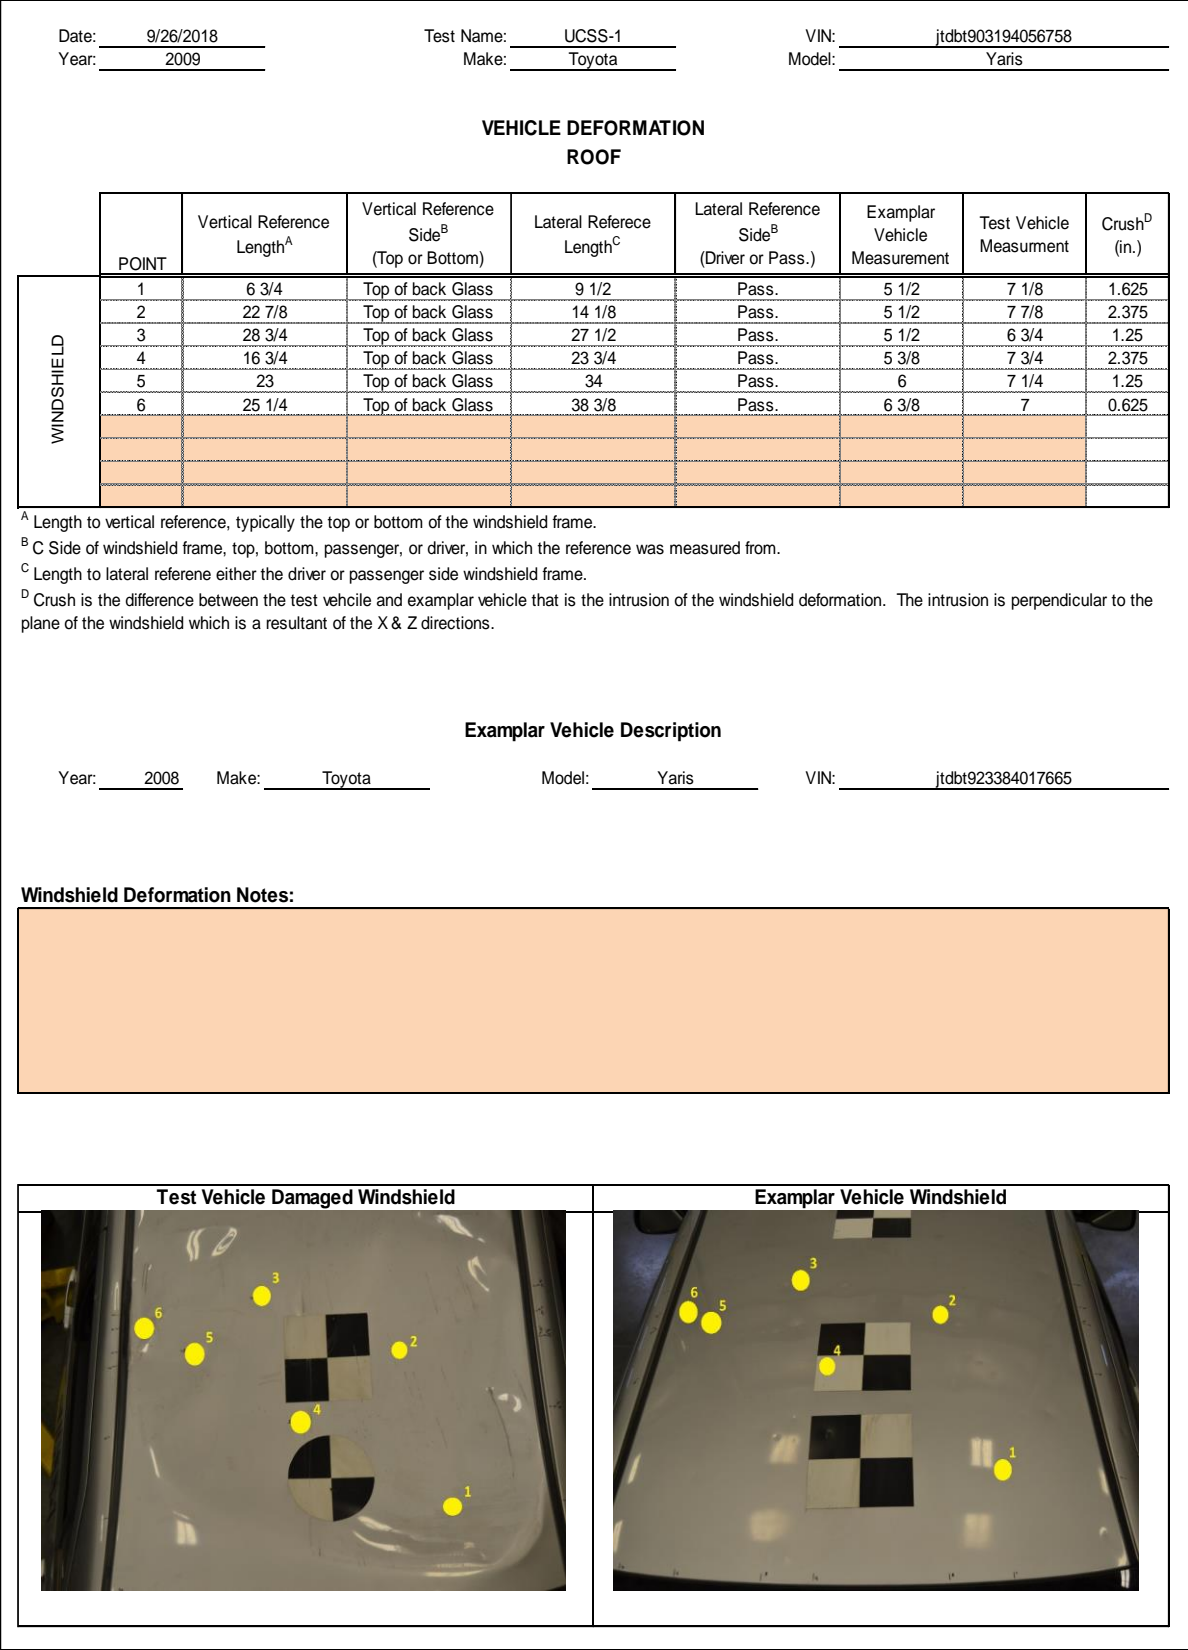 Date: 9/26/2018 Test Name: UCSS-1 VIN: jtdbt903194056758
Year: 2009 Make: Toyota Model: Yaris
VEHICLE DEFORMATION
ROOF
POINT Vertical Reference Length^A Vertical Reference Side^B (Top or Bottom) Lateral Referece Length^C Lateral Reference Side^B (Driver or Pass.) Examplar Vehicle Measurement Test Vehicle Measurment Crush^D (in.)
WINDSHIELD
1 6 3/4 Top of back Glass 9 1/2 Pass. 5 1/2 7 1/8 1.625
2 22 7/8 Top of back Glass 14 1/8 Pass. 5 1/2 7 7/8 2.375
3 28 3/4 Top of back Glass 27 1/2 Pass. 5 1/2 6 3/4 1.25
4 16 3/4 Top of back Glass 23 3/4 Pass. 5 3/8 7 3/4 2.375
5 23 Top of back Glass 34 Pass. 6 7 1/4 1.25
6 25 1/4 Top of back Glass 38 3/8 Pass. 6 3/8 7 0.625
A Length to vertical reference, typically the top or bottom of the windshield frame.
B C Side of windshield frame, top, bottom, passenger, or driver, in which the reference was measured from.
C Length to lateral referene either the driver or passenger side windshield frame.
D Crush is the difference between the test vehcile and examplar vehicle that is the intrusion of the windshield deformation. The intrusion is perpendicular to the
plane of the windshield which is a resultant of the X & Z directions.
Examplar Vehicle Description
Year: 2008 Make: Toyota Model: Yaris VIN: jtdbt923384017665
Windshield Deformation Notes:
Test Vehicle Damaged Windshield Examplar Vehicle Windshield
3
6
5
2
4
1
3
6
5
2
4
1